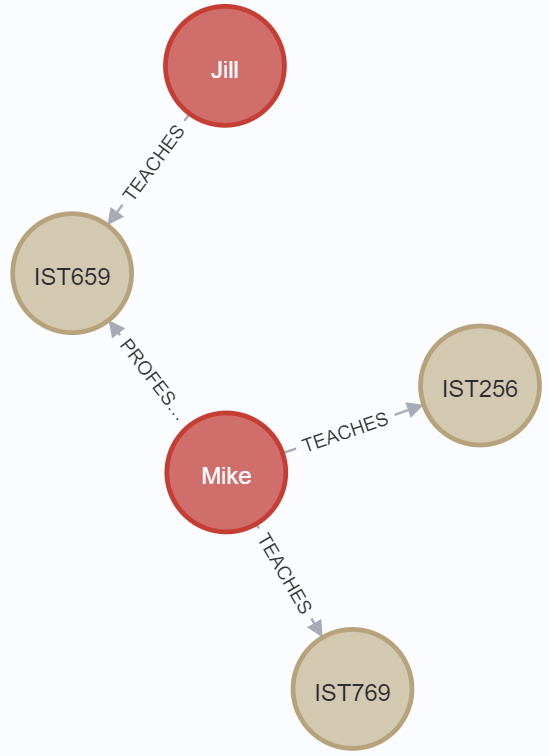 Jill
TEACHES
IST659
PROFES...
IST256
TEACHES
Mike
TEACHES
IST769